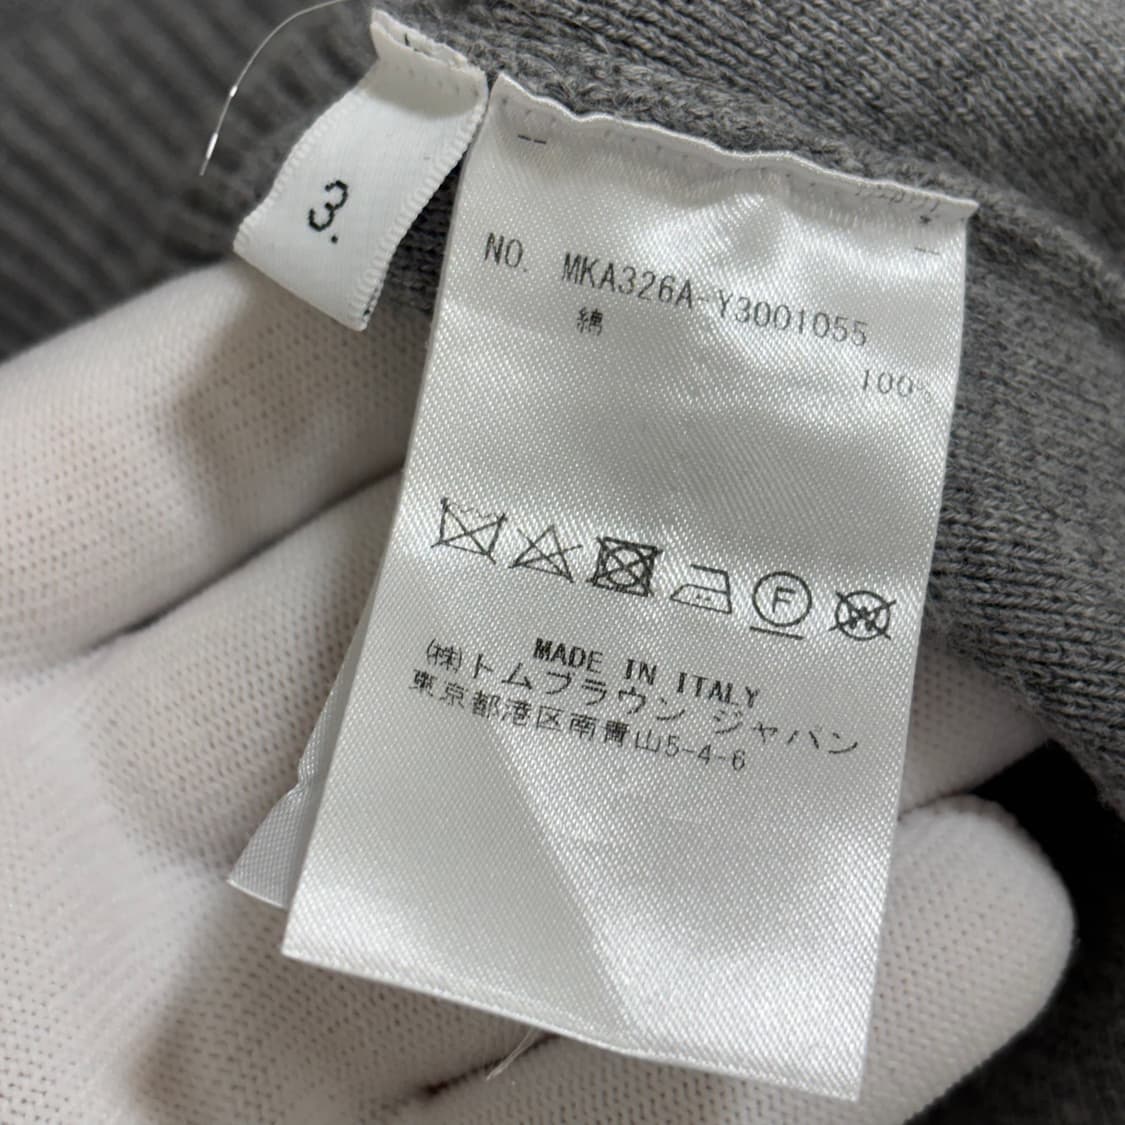 3.
NO. MKA326A-Y3001055
綿
100%
F
W
MADE IN ITALY
(株)トムブラウン ジャパン
東京都港区南青山5-4-6